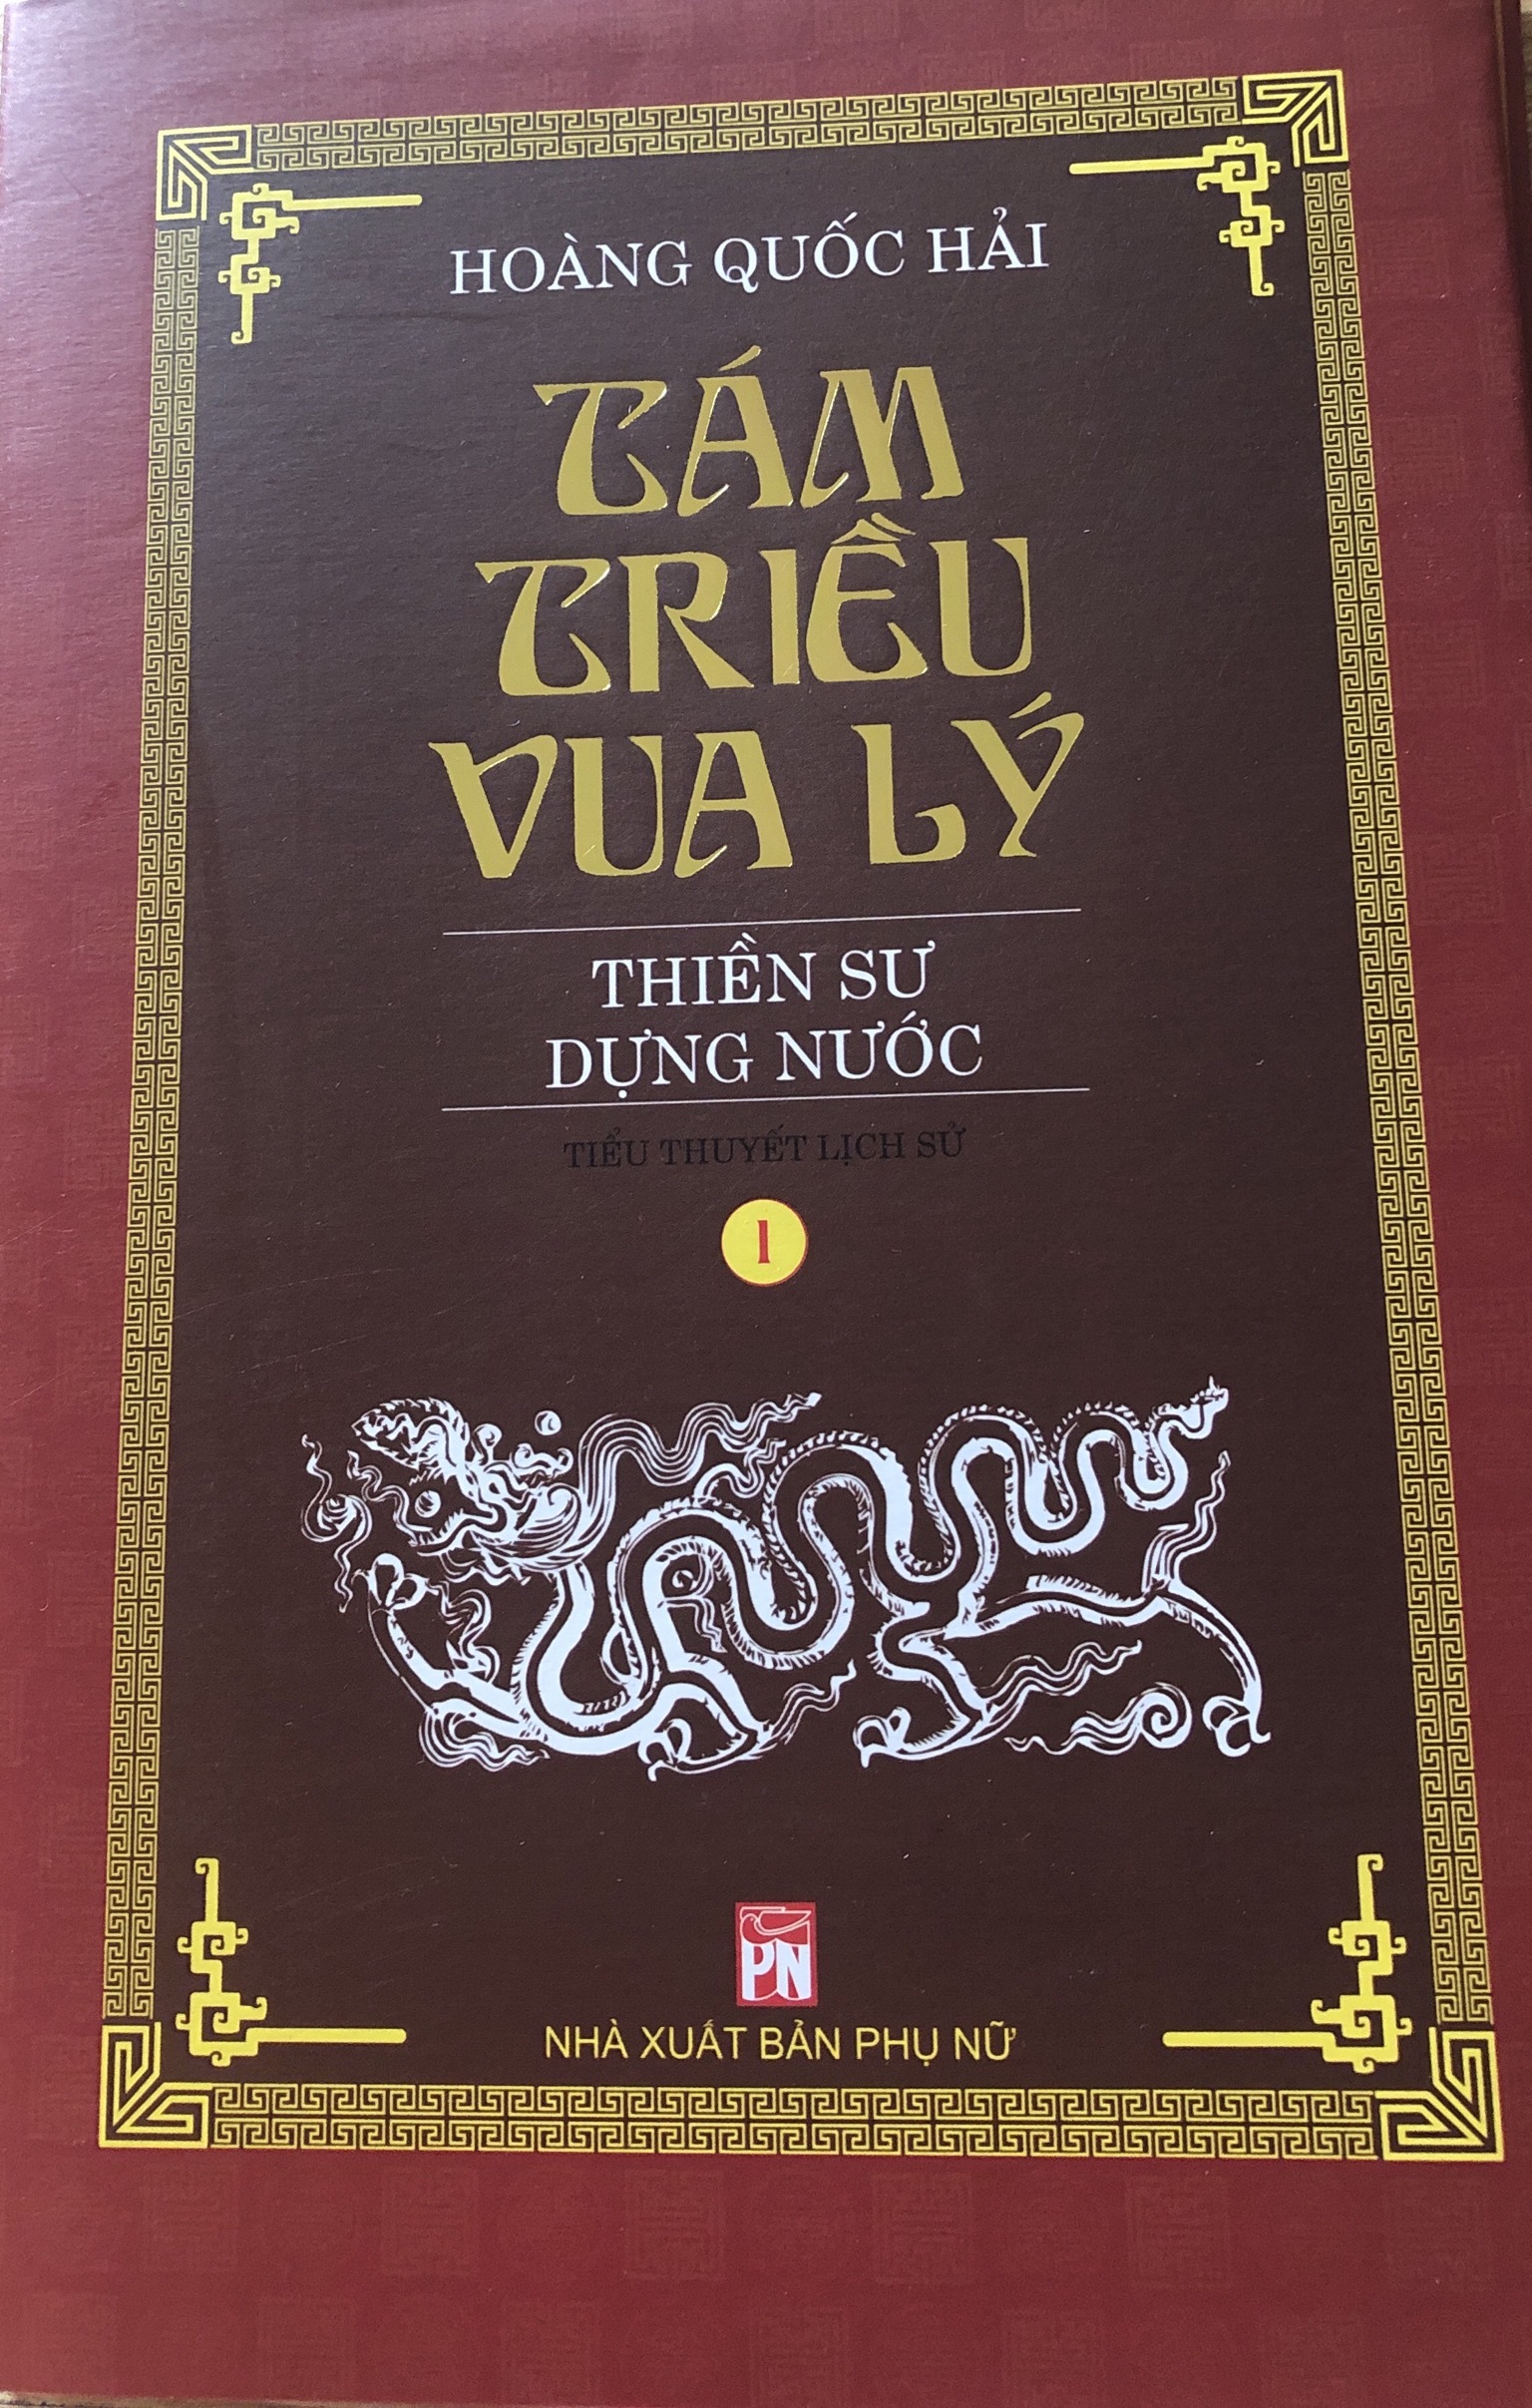 HOÀNG QUỐC HẢI
TÁM
TRIỀU
VUA LÝ
THIỀN SƯ
DỰNG NƯỚC
TIỂU THUYẾT LỊCH SỬ
1
PN
NHÀ XUẤT BẢN PHỤ NỮ